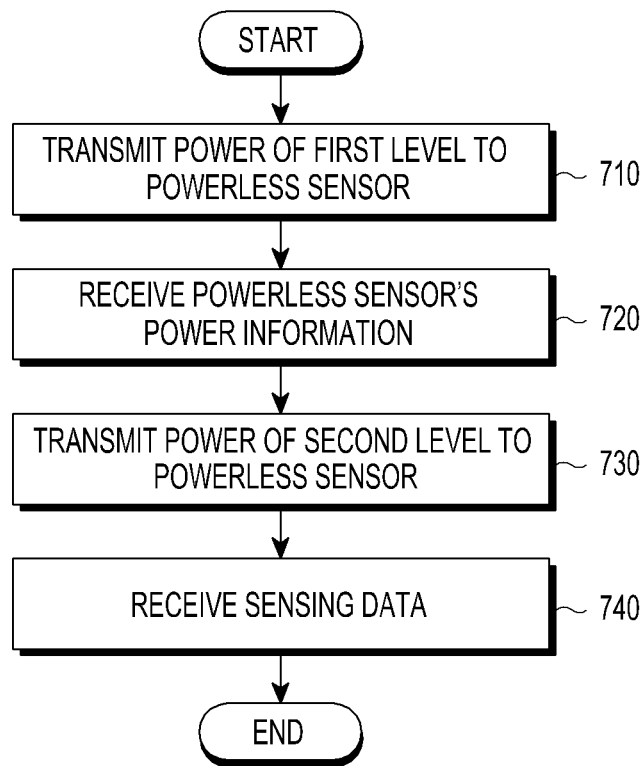 START
TRANSMIT POWER OF FIRST LEVEL TO
POWERLESS SENSOR
710
RECEIVE POWERLESS SENSOR'S
POWER INFORMATION
720
TRANSMIT POWER OF SECOND LEVEL TO
POWERLESS SENSOR
730
RECEIVE SENSING DATA
740
END